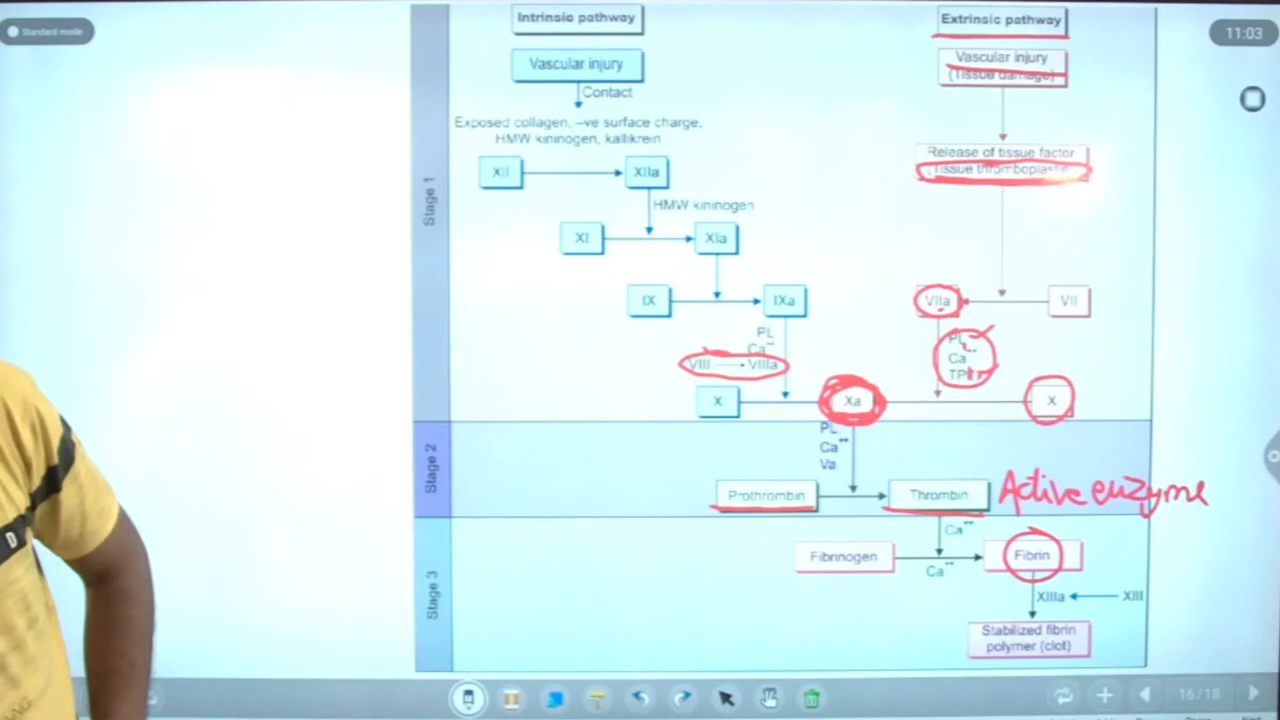 Standard mode
11:03
Intrinsic pathway
Extrinsic pathway
Vascular injury
Vascular injury
(Tissue damage)
Contact
Exposed collagen, –ve surface charge,
HMW kininogen, kallikrein
Release of tissue factor
XII
XIIa
HMW kininogen
XI
XIa
IX
IXa
VIIa
VII
PL
Ca++
VIII
VIIIa
PL
Ca++
X
Xa
X
Stage 1
PL
Ca++
Va
Prothrombin
Thrombin
Active enzyme
Stage 2
Ca++
Fibrinogen
Fibrin
Ca++
XIIIa
XIII
Stabilized fibrin
polymer (clot)
Stage 3
D
16/18